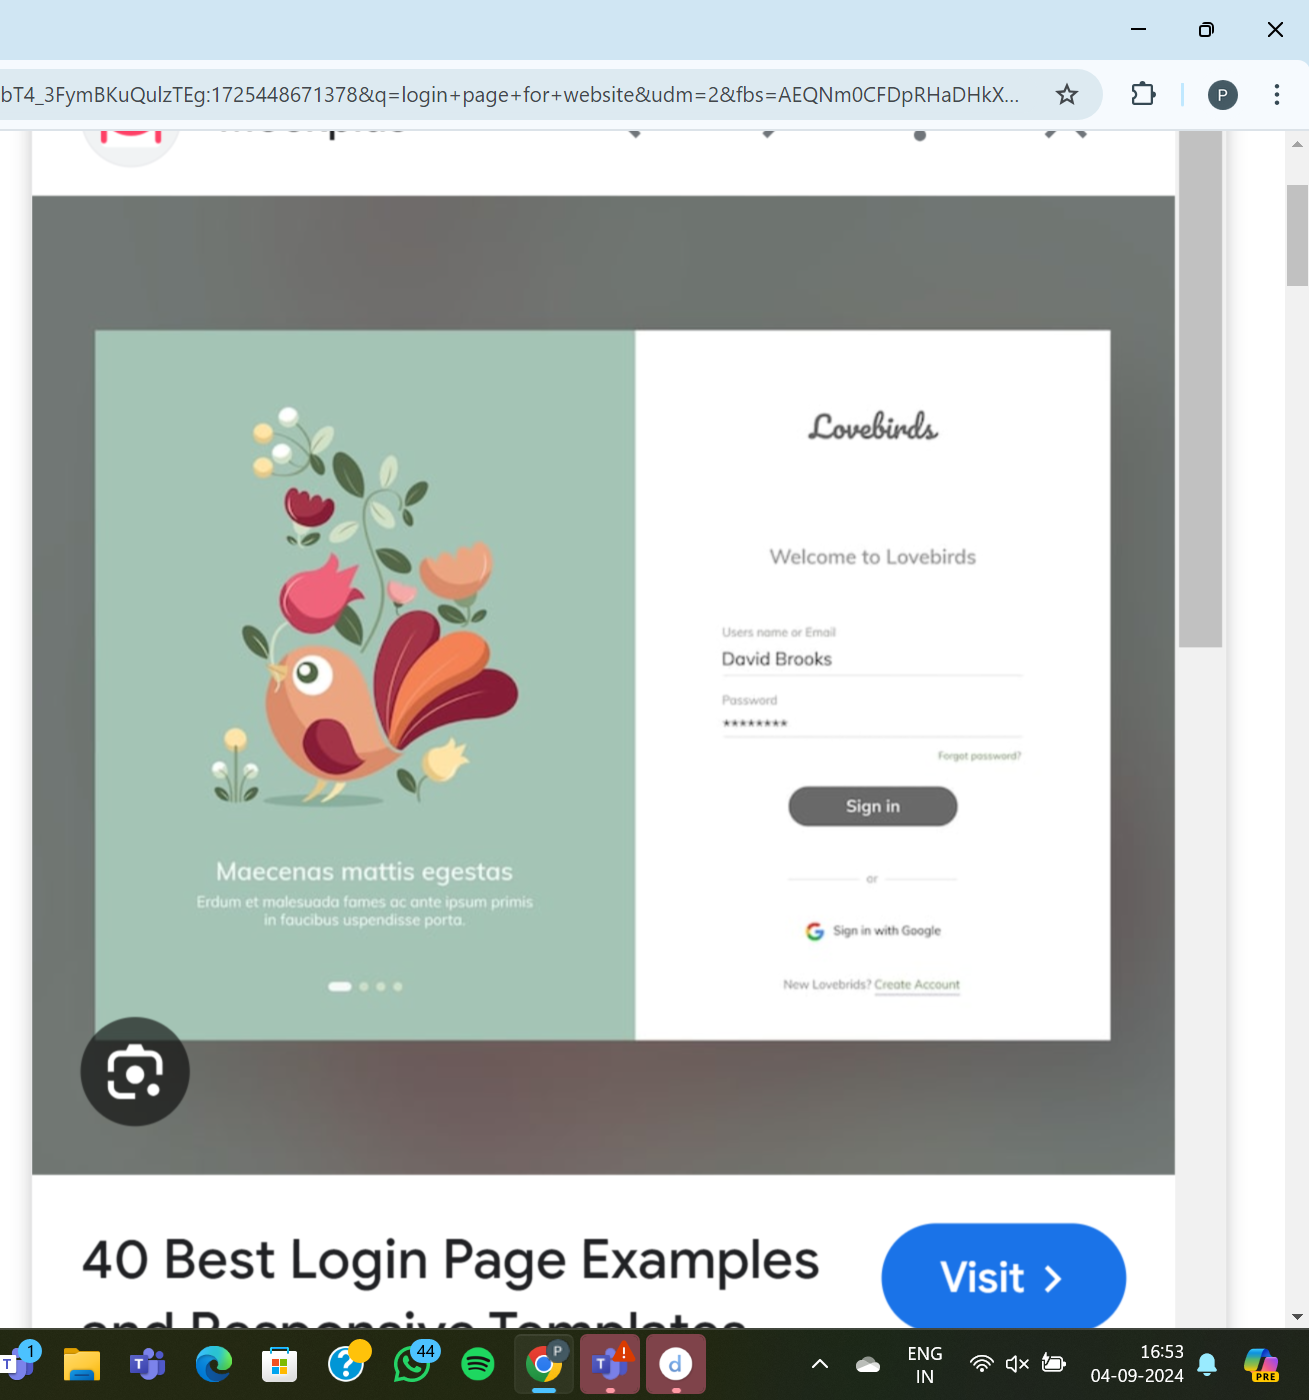 bT4_3FymBKuQulzTEg:1725448671378&q=login+page+for+website&udm=2&fbs=AEQNm0CFDpRHaDHkX...
P
Lovebirds
Welcome to Lovebirds
Users name or Email
David Brooks
Password
********
Forgot password?
Sign in
or
Sign in with Google
New Lovebrids? Create Account
Maecenas mattis egestas
Erdum et malesuada fames ac ante ipsum primis
in faucibus uspendisse porta.
40 Best Login Page Examples
and Responsive Templates
Visit
T
1
T
44
P
T
d
ENG
IN
16:53
04-09-2024
PRE